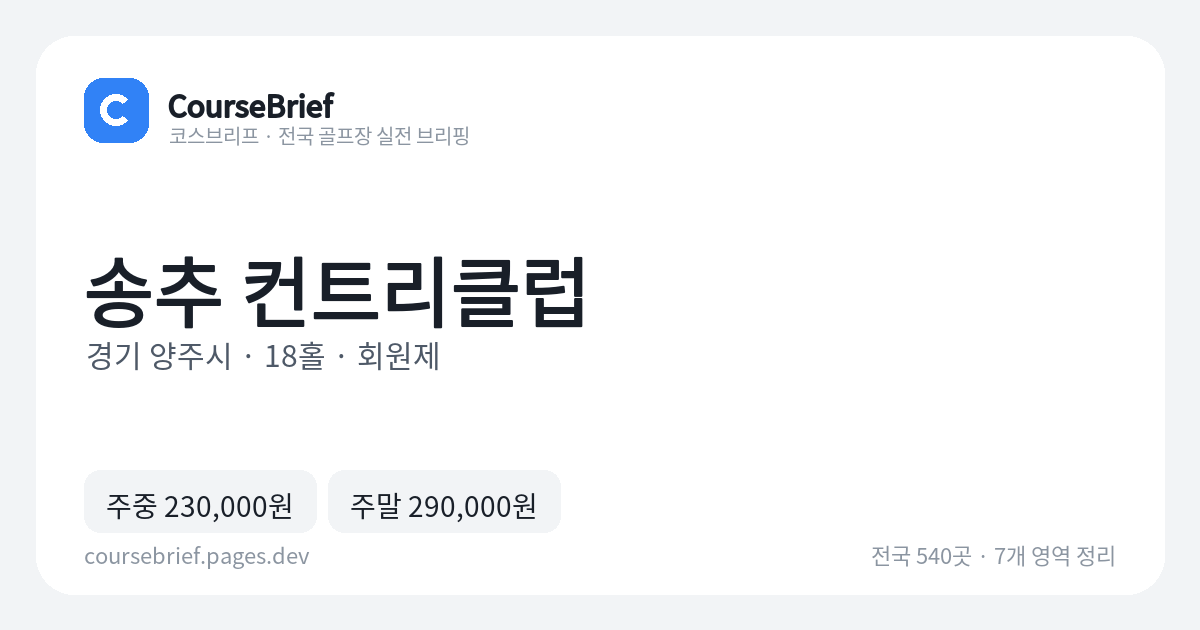 C
CourseBrief
코스브리프 · 전국 골프장 실전 브리핑
송추 컨트리클럽
경기 양주시 · 18홀 · 회원제
주중 230,000원 주말 290,000원
coursebrief.pages.dev 전국 540곳 · 7개 영역 정리